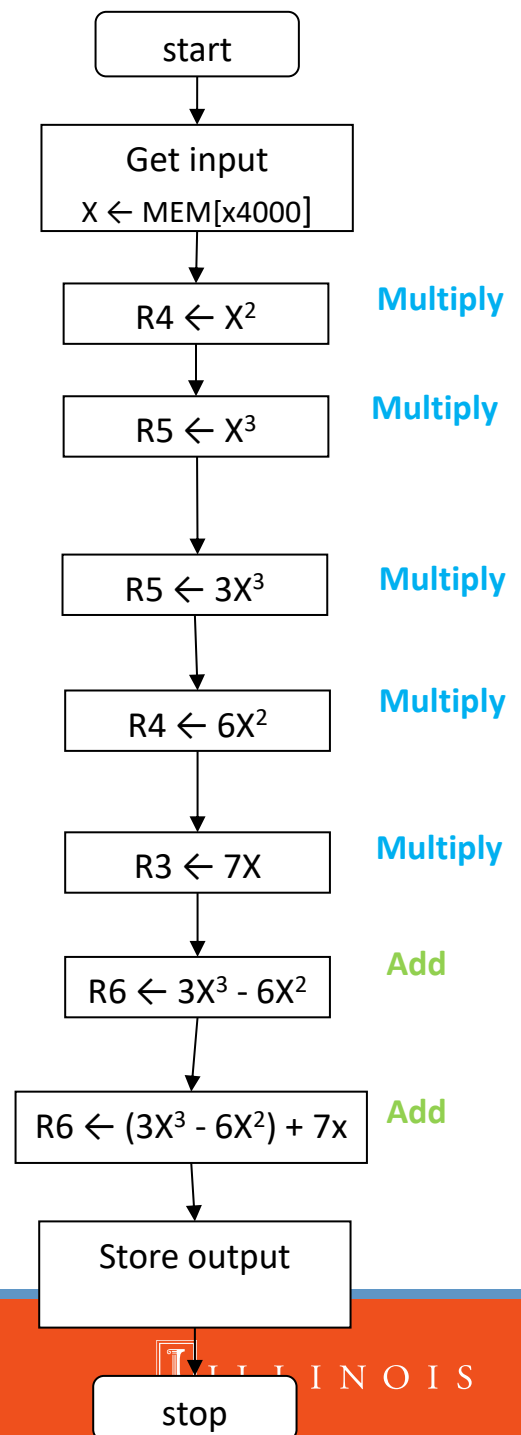 start
Get input
X ← MEM[x4000]
R4 ← X² Multiply
R5 ← X³ Multiply
R5 ← 3X³ Multiply
R4 ← 6X² Multiply
R3 ← 7X Multiply
R6 ← 3X³ - 6X² Add
R6 ← (3X³ - 6X²) + 7x Add
Store output
ILLINOIS
stop